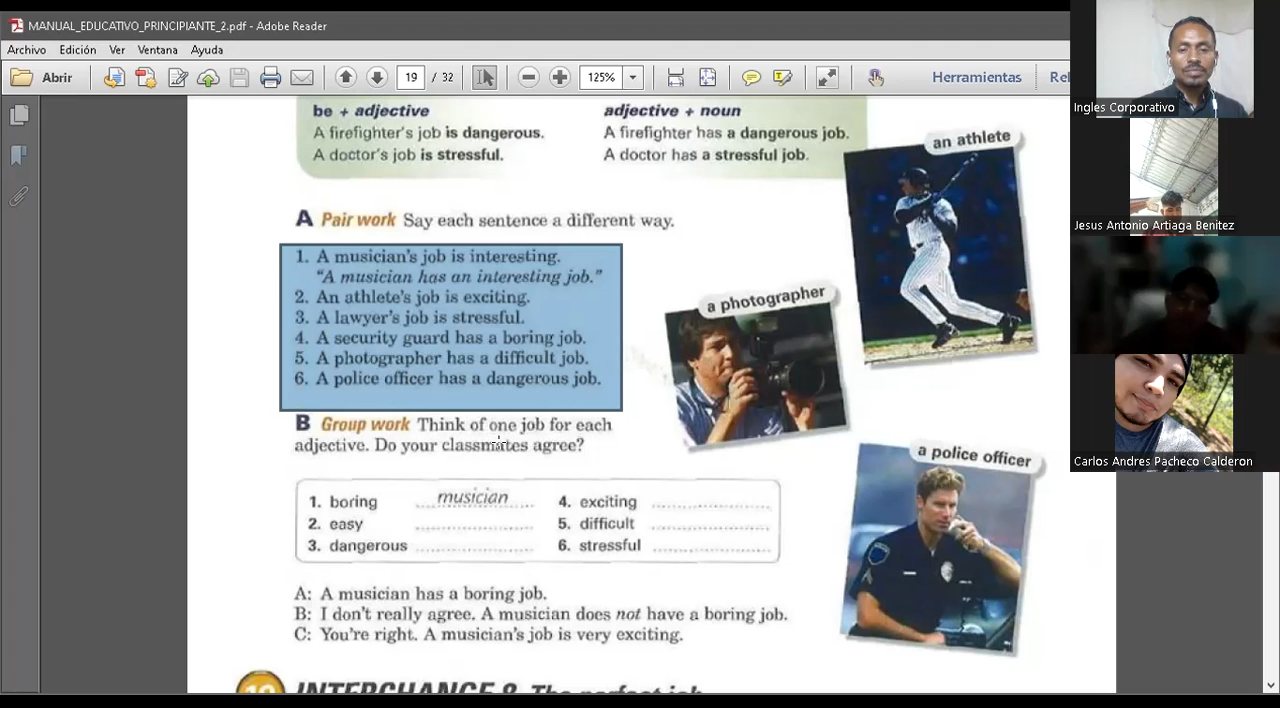 MANUAL_EDUCATIVO_PRINCIPIANTE_2.pdf - Adobe Reader
Archivo Edición Ver Ventana Ayuda
Abrir 19 / 32 125% Herramientas
be + adjective
A firefighter's job is dangerous.
A doctor's job is stressful.
adjective + noun
A firefighter has a dangerous job.
A doctor has a stressful job.
an athlete
A Pair work Say each sentence a different way.
1. A musician's job is interesting.
"A musician has an interesting job."
2. An athlete's job is exciting.
3. A lawyer's job is stressful.
4. A security guard has a boring job.
5. A photographer has a difficult job.
6. A police officer has a dangerous job.
a photographer
B Group work Think of one job for each
adjective. Do your classmates agree?
a police officer
1. boring musician
2. easy
3. dangerous
4. exciting
5. difficult
6. stressful
A: A musician has a boring job.
B: I don't really agree. A musician does not have a boring job.
C: You're right. A musician's job is very exciting.
Ingles Corporativo
Jesus Antonio Artiaga Benitez
Carlos Andres Pacheco Calderon